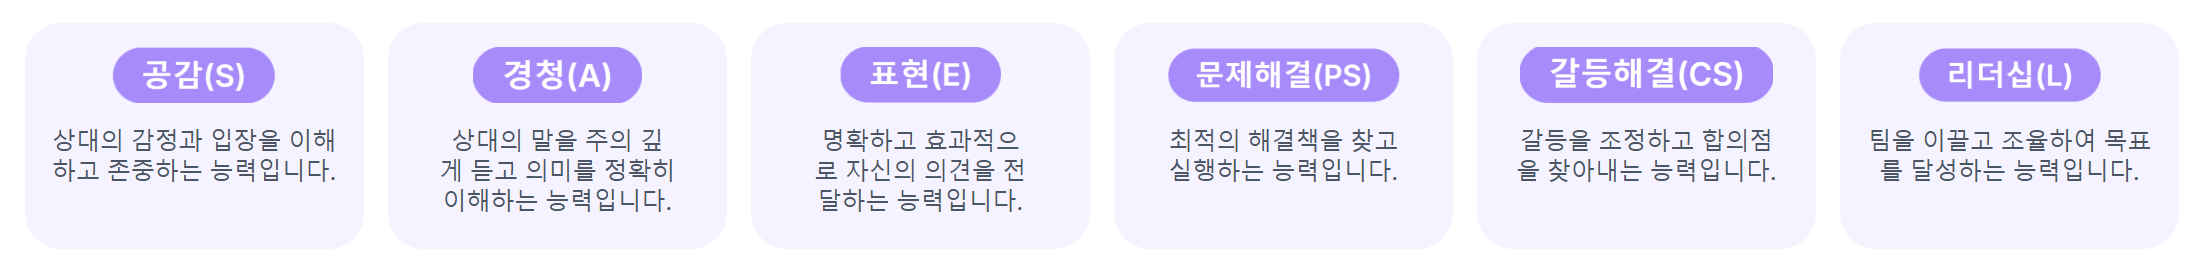 공감(S)
상대의 감정과 입장을 이해
하고 존중하는 능력입니다.
경청(A)
상대의 말을 주의 깊
게 듣고 의미를 정확히
이해하는 능력입니다.
표현(E)
명확하고 효과적으
로 자신의 의견을 전
달하는 능력입니다.
문제해결(PS)
최적의 해결책을 찾고
실행하는 능력입니다.
갈등해결(CS)
갈등을 조정하고 합의점
을 찾아내는 능력입니다.
리더십(L)
팀을 이끌고 조율하여 목표
를 달성하는 능력입니다.